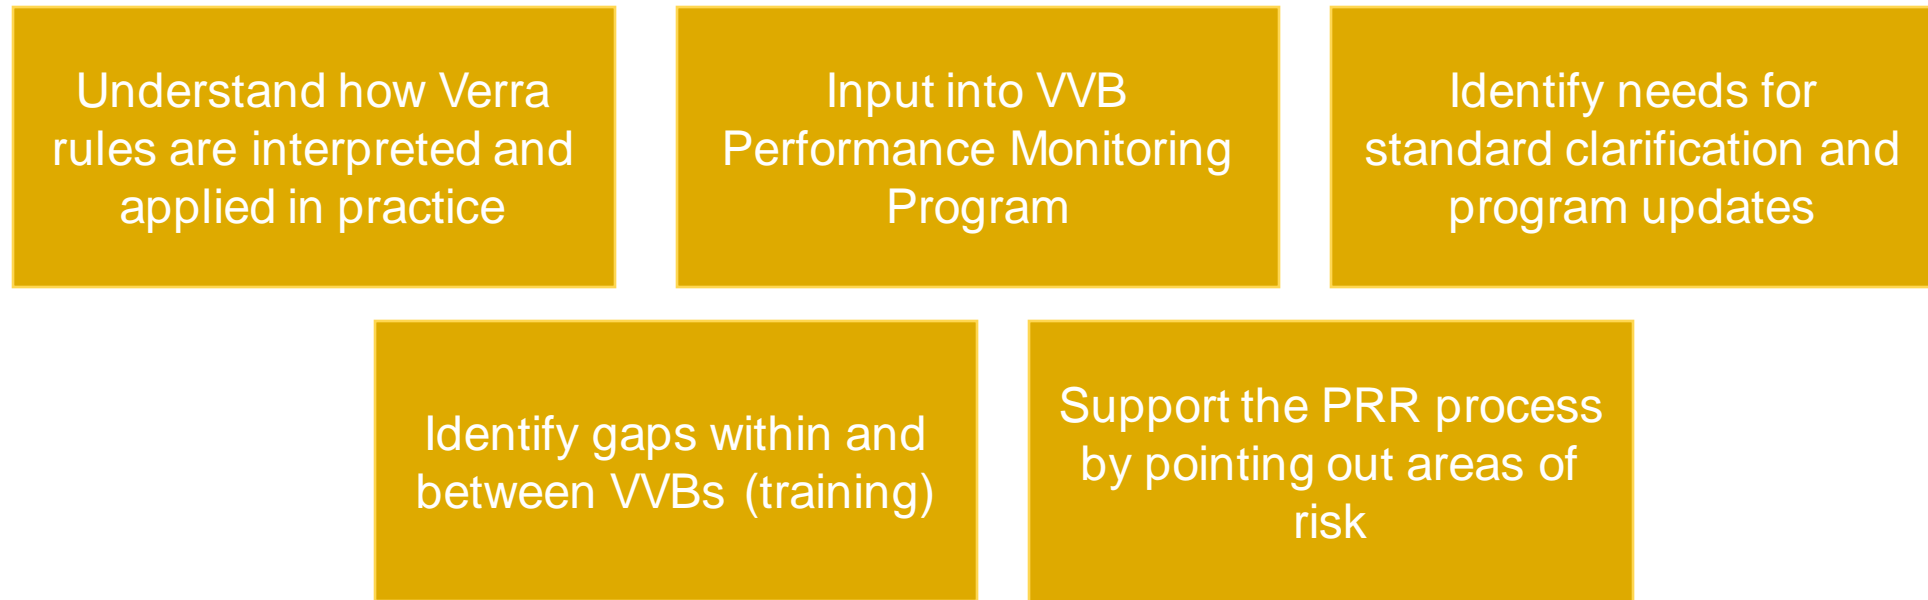 Understand how Verra
rules are interpreted and
applied in practice
Input into VVB
Performance Monitoring
Program
Identify needs for
standard clarification and
program updates
Identify gaps within and
between VVBs (training)
Support the PRR process
by pointing out areas of
risk